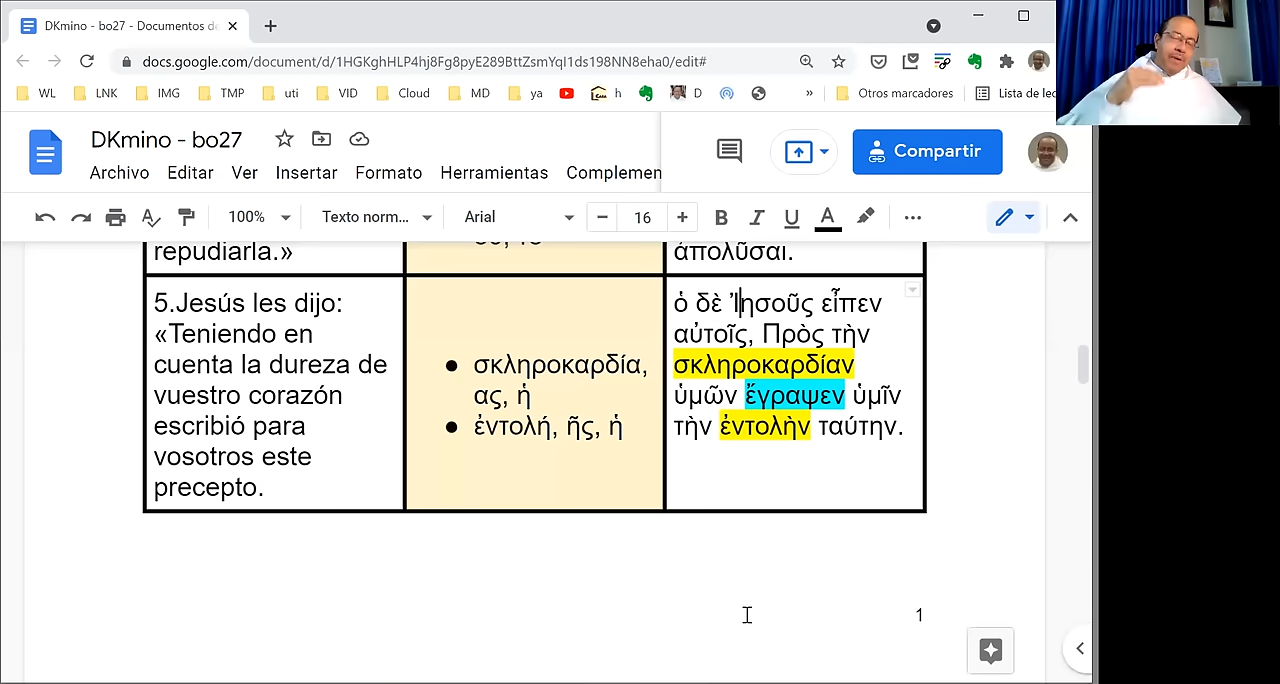 DKmino - bo27 - Documentos de
docs.google.com/document/d/1HGKghHLP4hj8Fg8pyE289BttZsmYqI1ds198NN8eha0/edit#
WL LNK IMG TMP uti VID Cloud MD ya h D » Otros marcadores Lista de lec
DKmino - bo27
Archivo Editar Ver Insertar Formato Herramientas Complemen
Compartir
100% Texto norm... Arial − 16 + B I U A
repudiarla.»
ἀπολῦσαι.
5.Jesús les dijo:
«Teniendo en
cuenta la dureza de
vuestro corazón
escribió para
vosotros este
precepto.
● σκληροκαρδία,
ας, ἡ
● ἐντολή, ῆς, ἡ
ὁ δὲ Ἰησοῦς εἶπεν
αὐτοῖς, Πρὸς τὴν
σκληροκαρδίαν
ὑμῶν ἔγραψεν ὑμῖν
τὴν ἐντολὴν ταύτην.
1